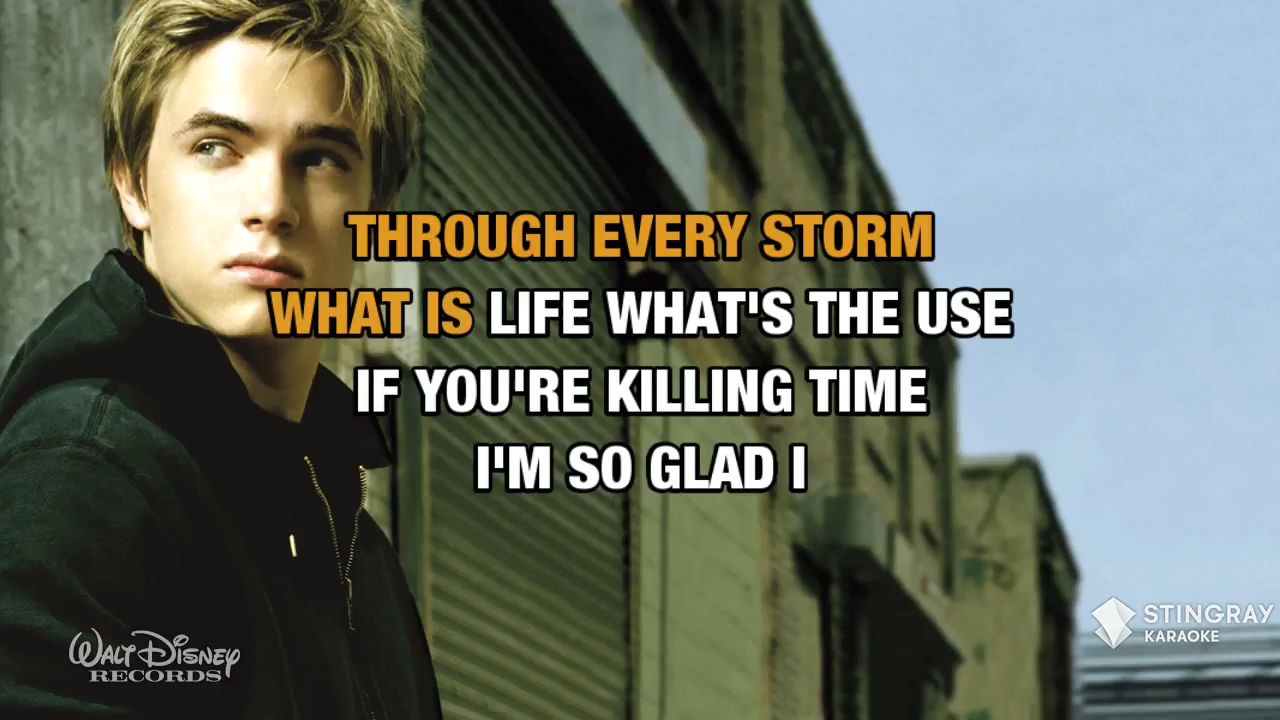 THROUGH EVERY STORM
WHAT IS LIFE WHAT'S THE USE
IF YOU'RE KILLING TIME
I'M SO GLAD I
STINGRAY
KARAOKE
WALT DISNEY
RECORDS